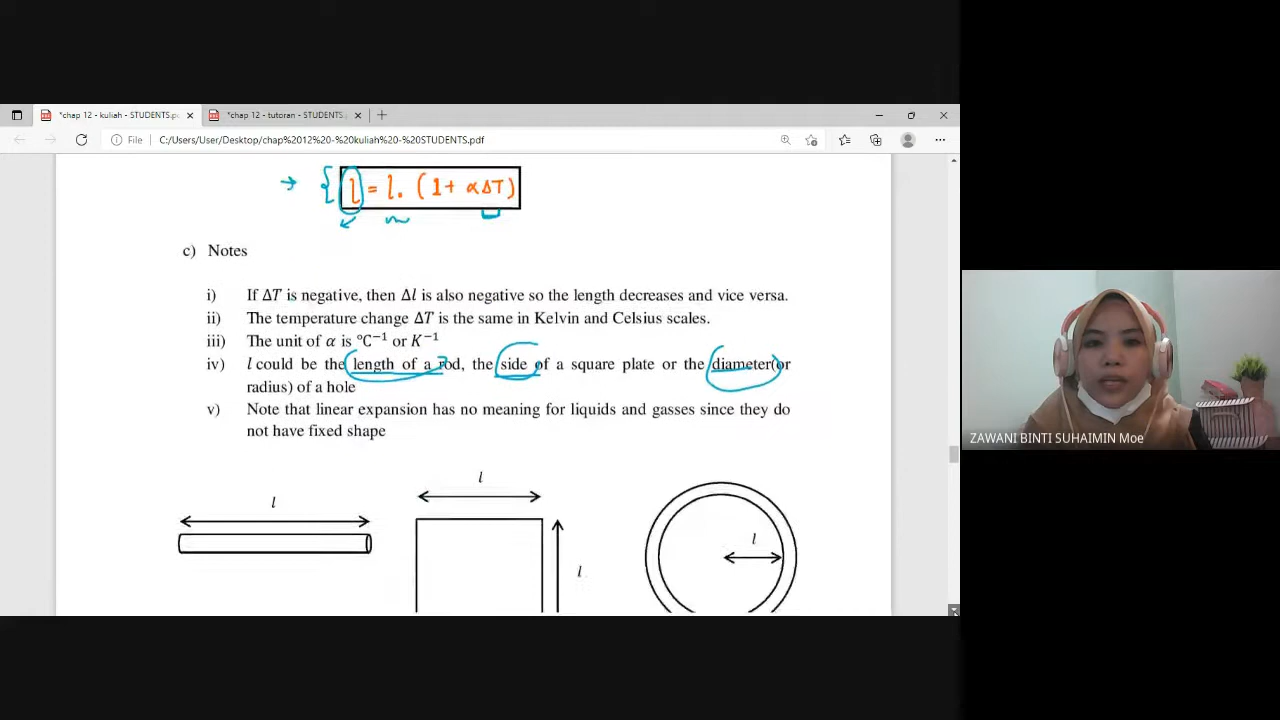 *chap 12 - kuliah - STUDENTS.p
*chap 12 - tutoran - STUDENTS.
File
C:/Users/User/Desktop/chap%2012%20-%20kuliah%20-%20STUDENTS.pdf
l = l. (1+ αΔT)
c) Notes
i) If ΔT is negative, then Δl is also negative so the length decreases and vice versa.
ii) The temperature change ΔT is the same in Kelvin and Celsius scales.
iii) The unit of α is °C⁻¹ or K⁻¹
iv) l could be the length of a rod, the side of a square plate or the diameter(or
radius) of a hole
v) Note that linear expansion has no meaning for liquids and gasses since they do
not have fixed shape
l
l
l
l
ZAWANI BINTI SUHAIMIN Moe